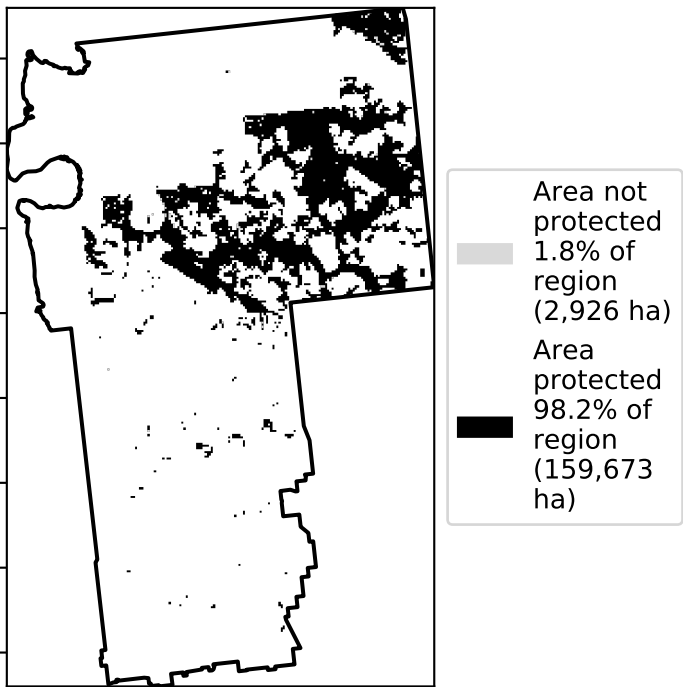 Area not
protected
1.8% of
region
(2,926 ha)
Area
protected
98.2% of
region
(159,673
ha)